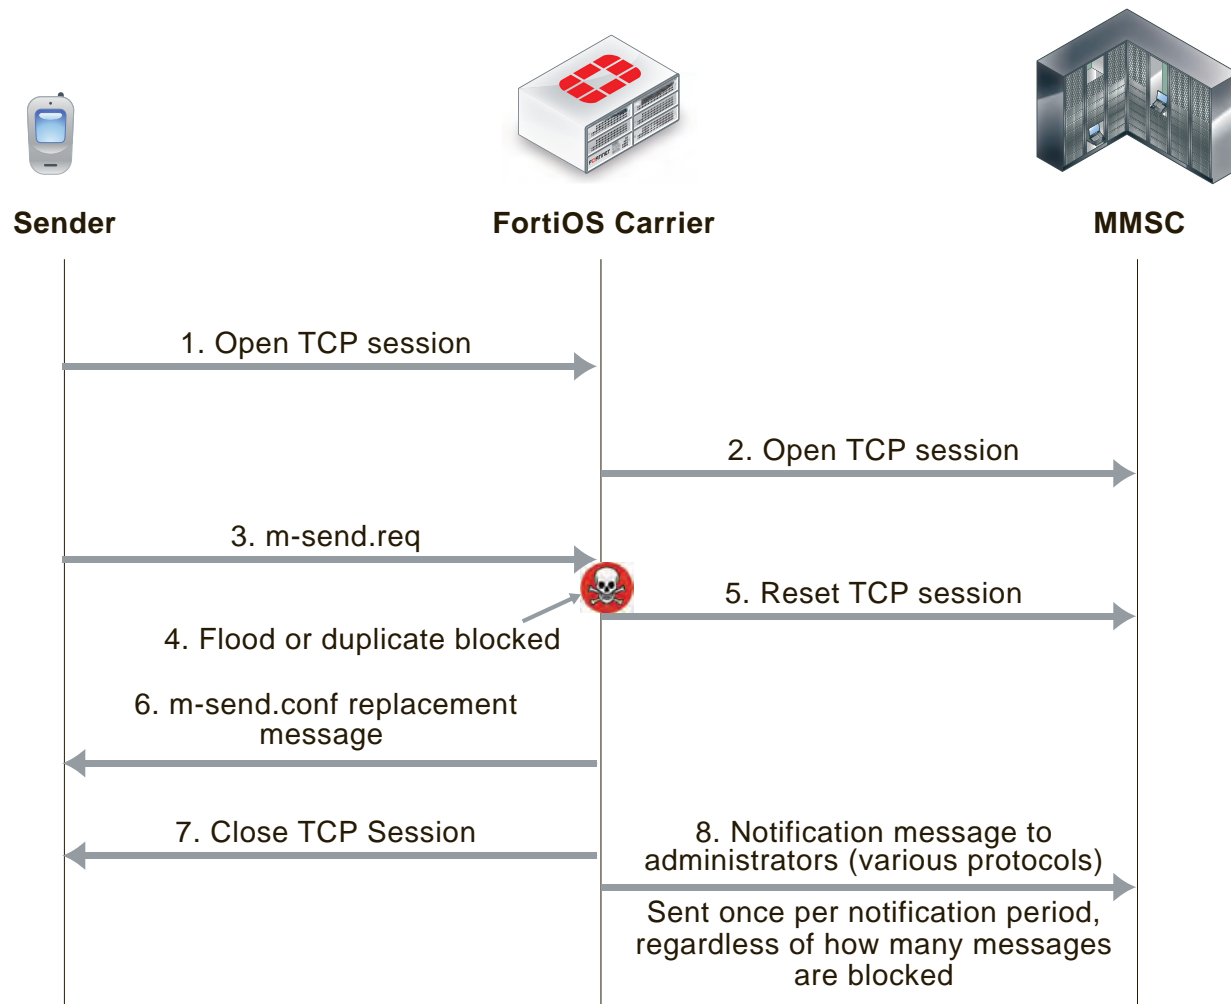 FORTINET
Sender
FortiOS Carrier
MMSC
1. Open TCP session
2. Open TCP session
3. m-send.req
5. Reset TCP session
4. Flood or duplicate blocked
6. m-send.conf replacement
message
7. Close TCP Session
8. Notification message to
administrators (various protocols)
Sent once per notification period,
regardless of how many messages
are blocked